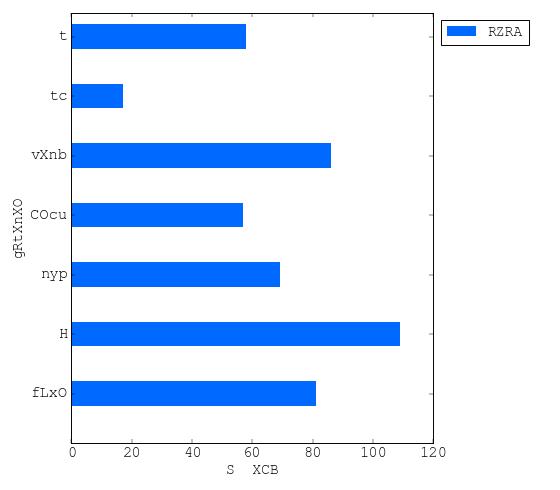 t
RZRA
tc
vXnb
COcu
gRtXnXO
nyp
H
fLxO
0 20 40 60 80 100 120
S  XCB